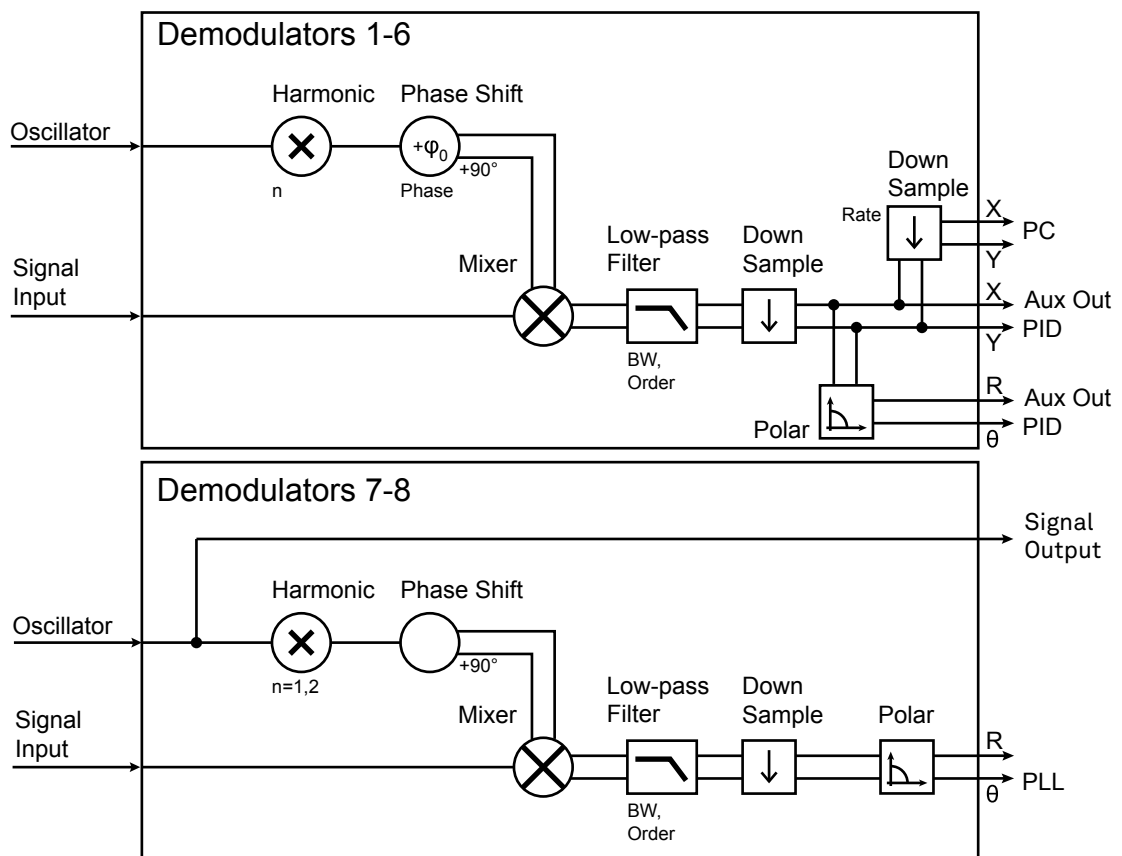 Demodulators 1-6
Harmonic
Phase Shift
Oscillator
+φ0
+90°
n
Phase
Down
Sample
Rate
X
PC
Y
Signal
Input
Mixer
Low-pass
Filter
Down
Sample
X
Aux Out
PID
Y
BW,
Order
R
Aux Out
Polar
PID
θ
Demodulators 7-8
Signal
Output
Harmonic
Phase Shift
Oscillator
+90°
n=1,2
Signal
Input
Mixer
Low-pass
Filter
Down
Sample
Polar
R
PLL
θ
BW,
Order